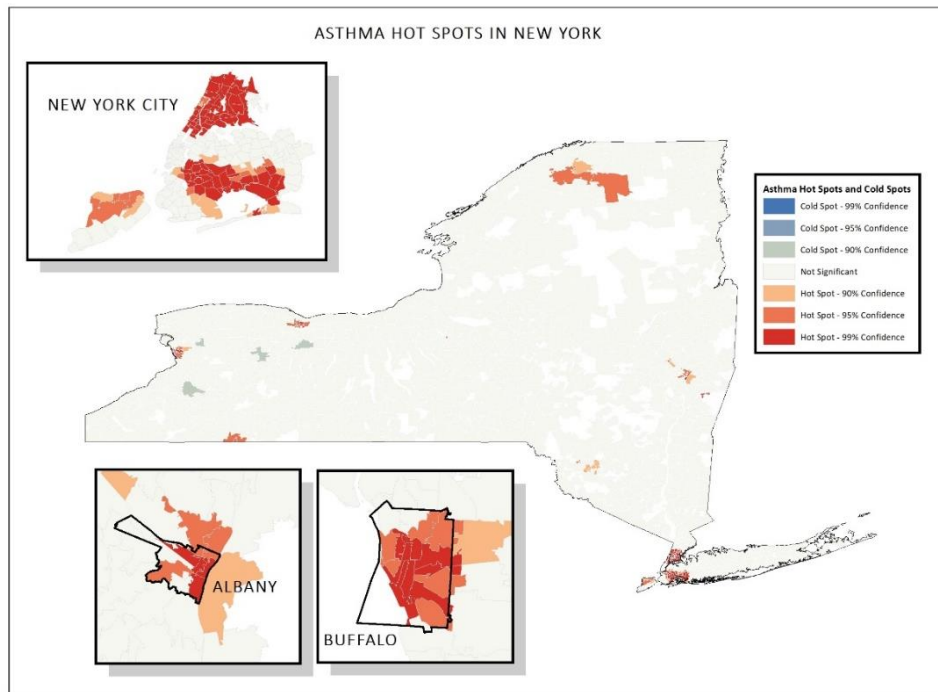 ASTHMA HOT SPOTS IN NEW YORK
NEW YORK CITY
Asthma Hot Spots and Cold Spots
Cold Spot - 99% Confidence
Cold Spot - 95% Confidence
Cold Spot - 90% Confidence
Not Significant
Hot Spot - 90% Confidence
Hot Spot - 95% Confidence
Hot Spot - 99% Confidence
ALBANY
BUFFALO